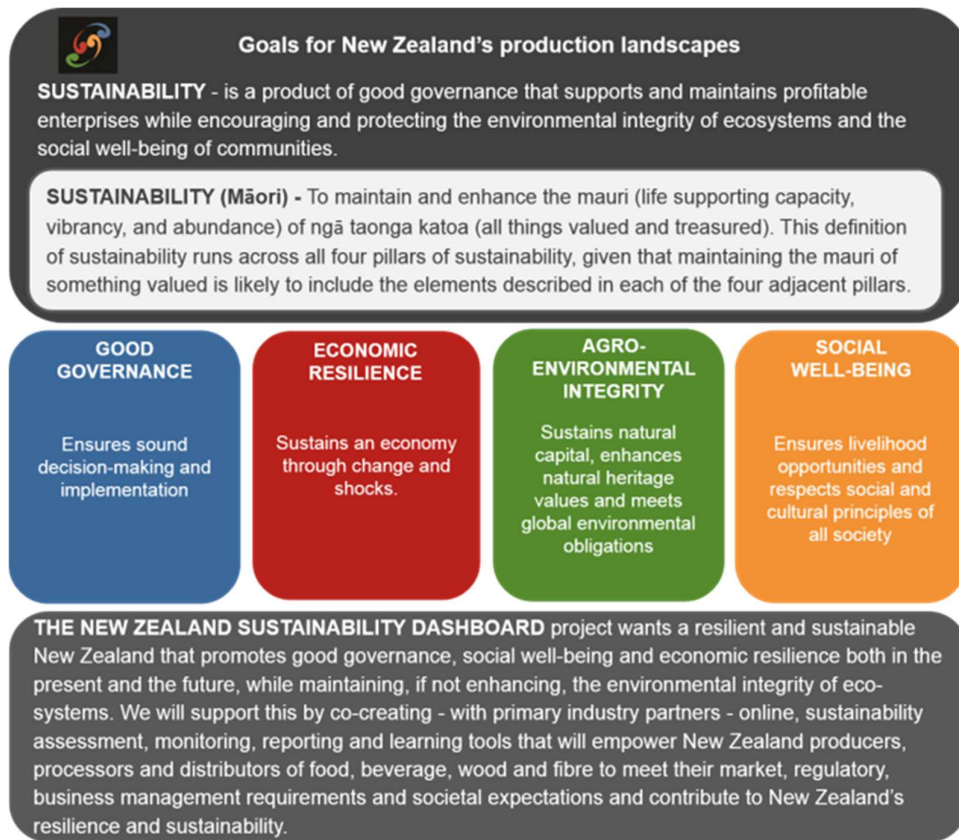 Goals for New Zealand's production landscapes
SUSTAINABILITY - is a product of good governance that supports and maintains profitable
enterprises while encouraging and protecting the environmental integrity of ecosystems and the
social well-being of communities.
SUSTAINABILITY (Māori) - To maintain and enhance the mauri (life supporting capacity,
vibrancy, and abundance) of ngā taonga katoa (all things valued and treasured). This definition
of sustainability runs across all four pillars of sustainability, given that maintaining the mauri of
something valued is likely to include the elements described in each of the four adjacent pillars.
GOOD
GOVERNANCE
Ensures sound
decision-making and
implementation
ECONOMIC
RESILIENCE
Sustains an economy
through change and
shocks.
AGRO-
ENVIRONMENTAL
INTEGRITY
Sustains natural
capital, enhances
natural heritage
values and meets
global environmental
obligations
SOCIAL
WELL-BEING
Ensures livelihood
opportunities and
respects social and
cultural principles of
all society
THE NEW ZEALAND SUSTAINABILITY DASHBOARD project wants a resilient and sustainable
New Zealand that promotes good governance, social well-being and economic resilience both in the
present and the future, while maintaining, if not enhancing, the environmental integrity of eco-
systems. We will support this by co-creating - with primary industry partners - online, sustainability
assessment, monitoring, reporting and learning tools that will empower New Zealand producers,
processors and distributors of food, beverage, wood and fibre to meet their market, regulatory,
business management requirements and societal expectations and contribute to New Zealand's
resilience and sustainability.